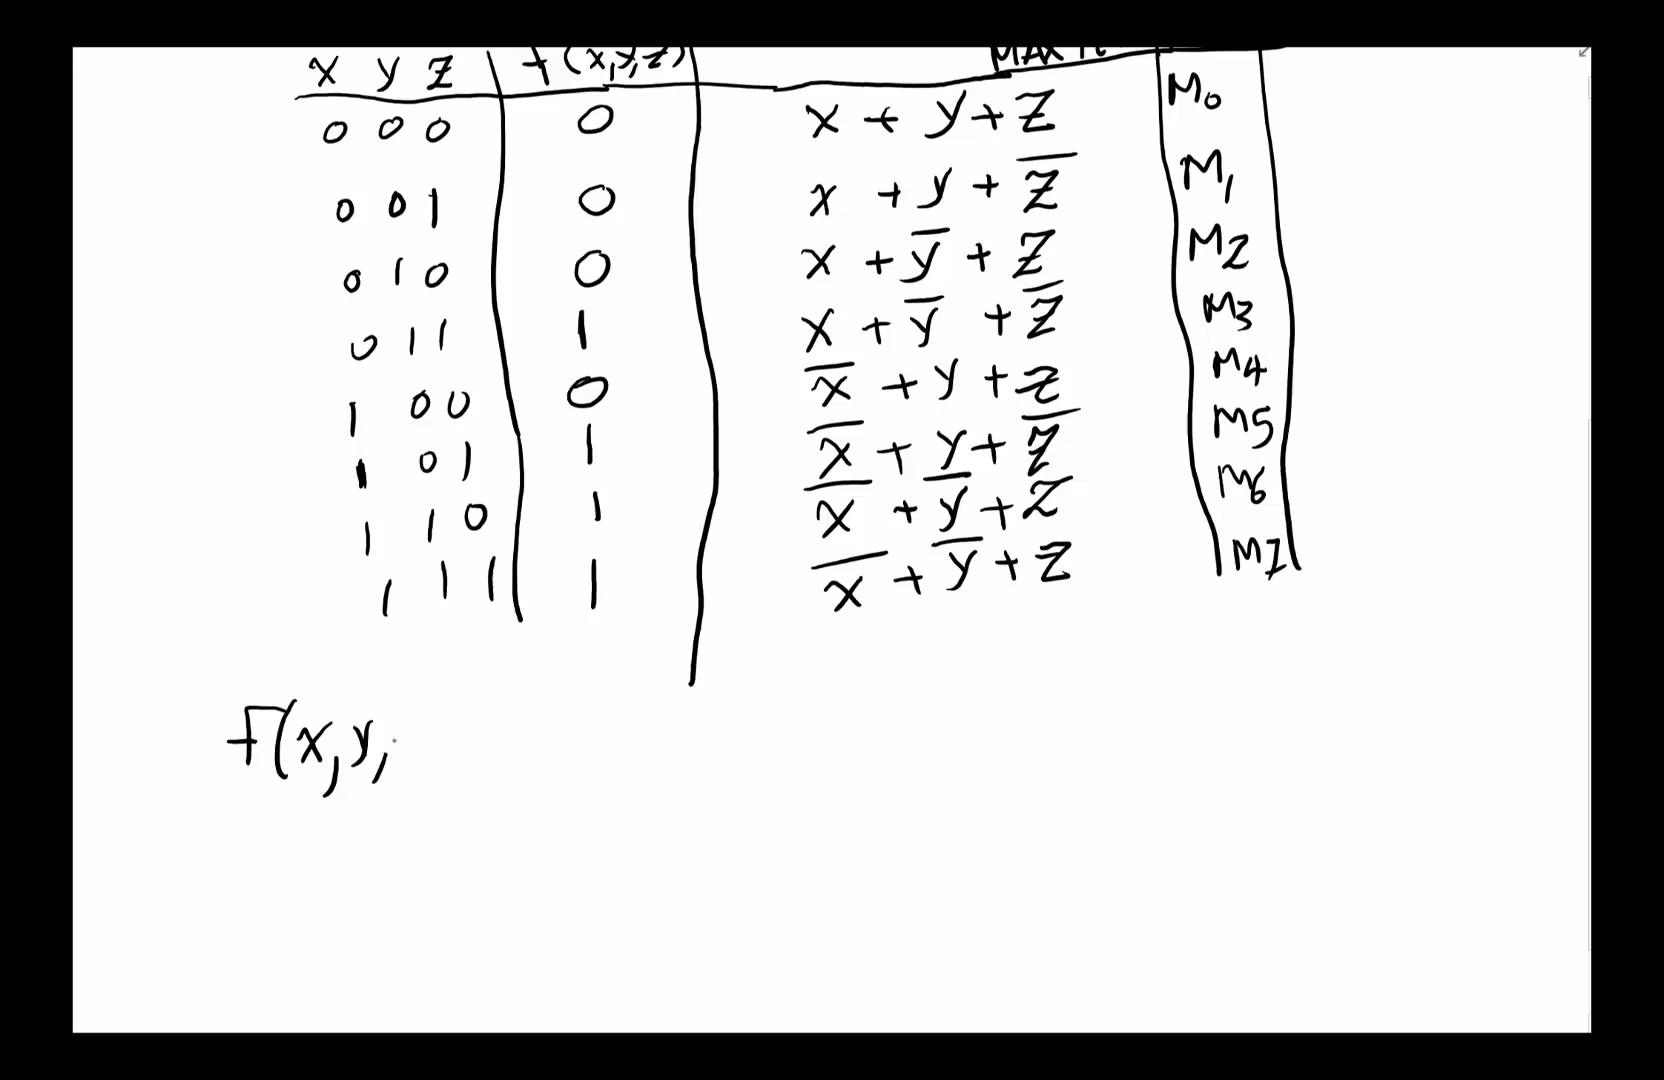 x y z f(x,y,z) MAX
0 0 0 0 x + y + z M0
0 0 1 0 x + y + z̅ M1
0 1 0 0 x + y̅ + z M2
0 1 1 1 x + y̅ + z̅ M3
1 0 0 0 x̅ + y + z M4
1 0 1 1 x̅ + y + z̅ M5
1 1 0 1 x̅ + y̅ + z M6
1 1 1 1 x̅ + y̅ + z M7
f(x,y,